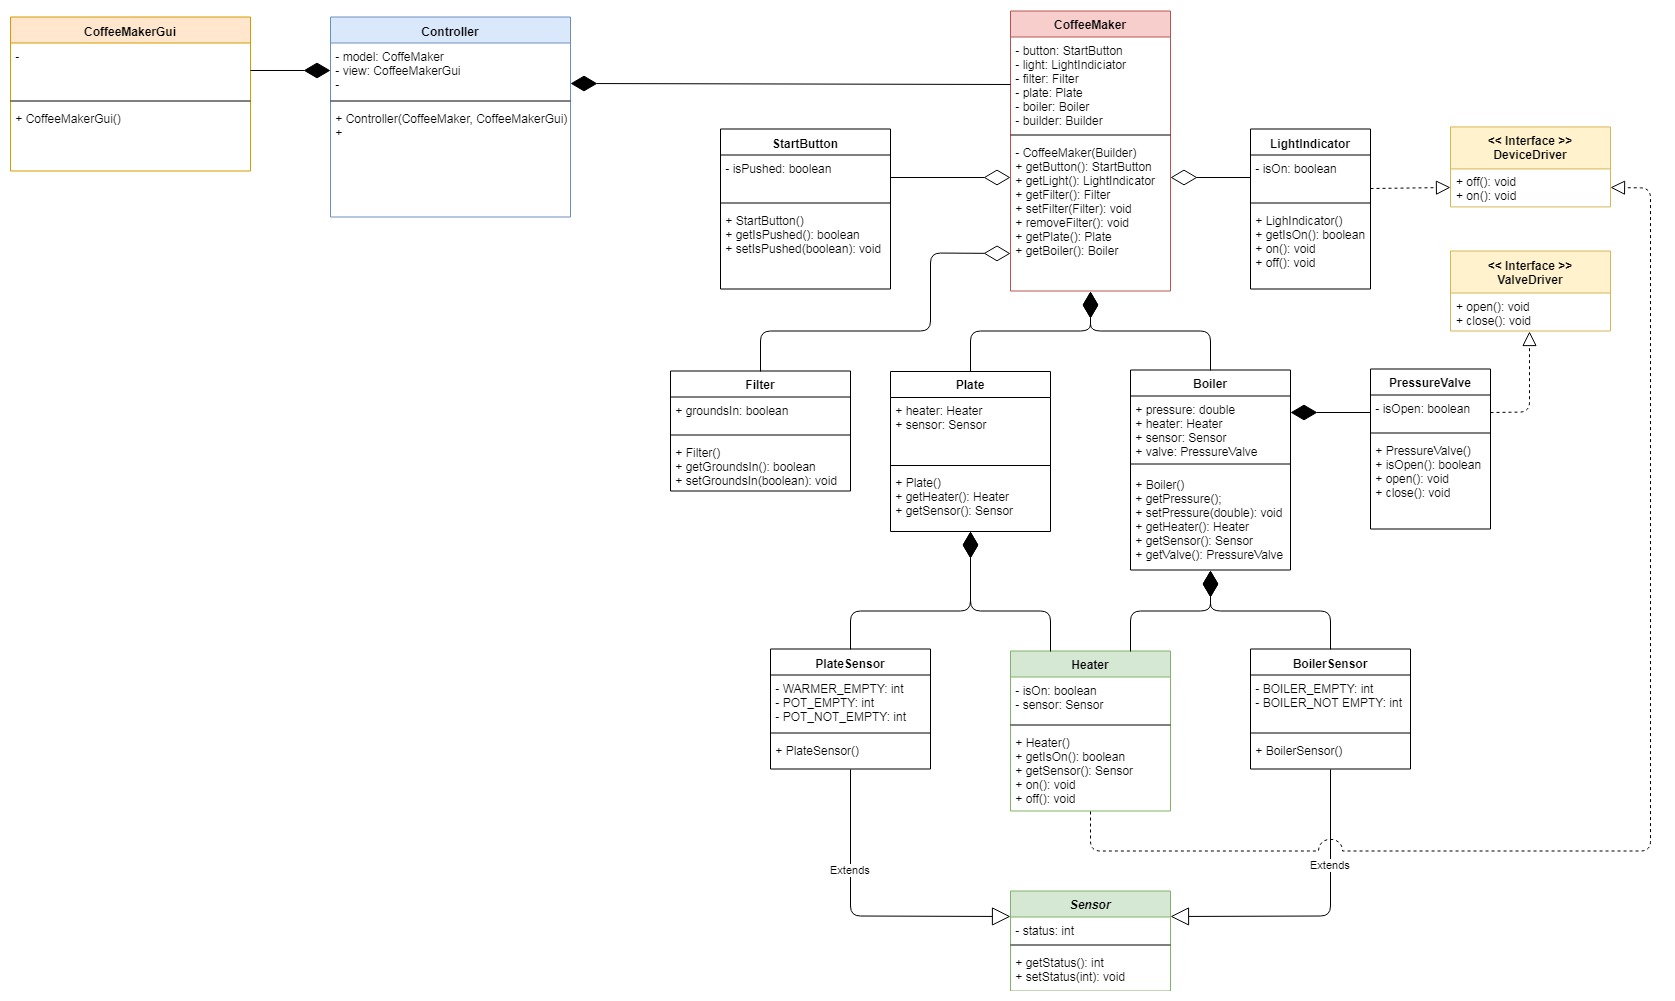 CoffeeMakerGui
-
+ CoffeeMakerGui()
Controller
- model: CoffeMaker
- view: CoffeeMakerGui
-
+ Controller(CoffeeMaker, CoffeeMakerGui)
+
CoffeeMaker
- button: StartButton
- light: LightIndiciator
- filter: Filter
- plate: Plate
- boiler: Boiler
- builder: Builder
- CoffeeMaker(Builder)
+ getButton(): StartButton
+ getLight(): LightIndicator
+ getFilter(): Filter
+ setFilter(Filter): void
+ removeFilter(): void
+ getPlate(): Plate
+ getBoiler(): Boiler
StartButton
- isPushed: boolean
+ StartButton()
+ getIsPushed(): boolean
+ setIsPushed(boolean): void
LightIndicator
- isOn: boolean
+ LighIndicator()
+ getIsOn(): boolean
+ on(): void
+ off(): void
<< Interface >>
DeviceDriver
+ off(): void
+ on(): void
<< Interface >>
ValveDriver
+ open(): void
+ close(): void
Filter
+ groundsIn: boolean
+ Filter()
+ getGroundsIn(): boolean
+ setGroundsIn(boolean): void
Plate
+ heater: Heater
+ sensor: Sensor
+ Plate()
+ getHeater(): Heater
+ getSensor(): Sensor
Boiler
+ pressure: double
+ heater: Heater
+ sensor: Sensor
+ valve: PressureValve
+ Boiler()
+ getPressure();
+ setPressure(double): void
+ getHeater(): Heater
+ getSensor(): Sensor
+ getValve(): PressureValve
PressureValve
- isOpen: boolean
+ PressureValve()
+ isOpen(): boolean
+ open(): void
+ close(): void
PlateSensor
- WARMER_EMPTY: int
- POT_EMPTY: int
- POT_NOT_EMPTY: int
+ PlateSensor()
Heater
- isOn: boolean
- sensor: Sensor
+ Heater()
+ getIsOn(): boolean
+ getSensor(): Sensor
+ on(): void
+ off(): void
BoilerSensor
- BOILER_EMPTY: int
- BOILER_NOT EMPTY: int
+ BoilerSensor()
Extends
Extends
Sensor
- status: int
+ getStatus(): int
+ setStatus(int): void